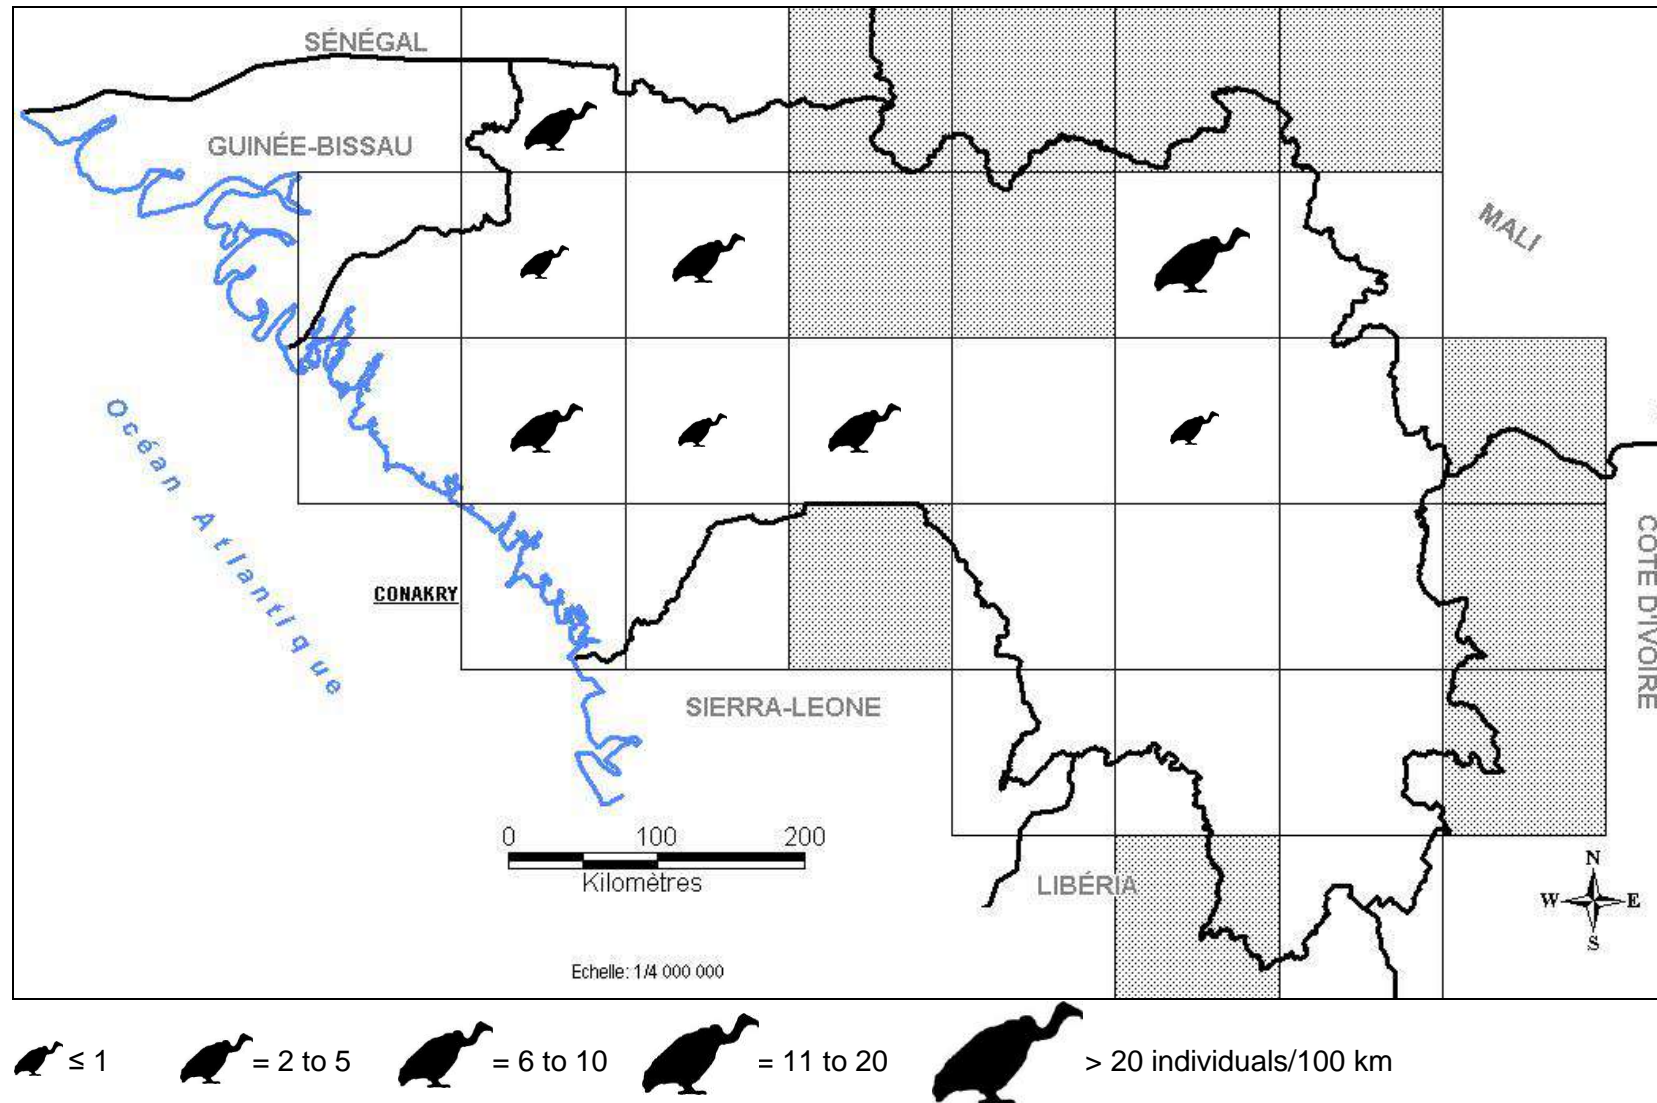 SÉNÉGAL
GUINÉE-BISSAU
MALI
Océan Atlantique
CONAKRY
COTE D'IVOIRE
SIERRA-LEONE
0 100 200
Kilomètres
LIBÉRIA
N
W E
S
Echelle: 1/4 000 000
≤ 1 = 2 to 5 = 6 to 10 = 11 to 20 > 20 individuals/100 km